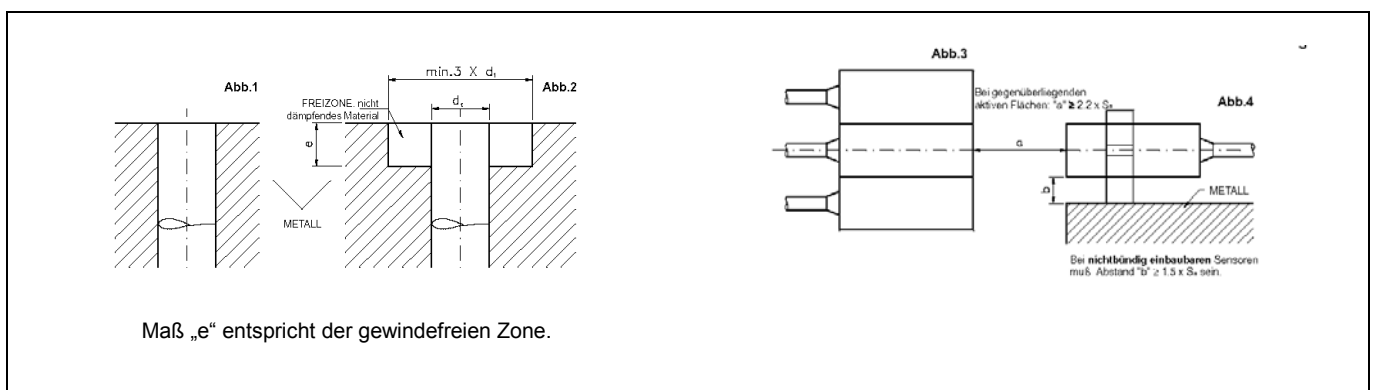 Abb.1
min.3 X d₁
Abb.2
FREIZONE. nicht
dämpfendes Material
d₁
e
METALL
Maß „e“ entspricht der gewindefreien Zone.
Abb.3
Bei gegenüberliegenden
aktiven Flächen: "a" ≥ 2.2 x Sₙ
Abb.4
a
b
METALL
Bei nichtbündig einbaubaren Sensoren
muß Abstand "b" ≥ 1.5 x Sₙ sein.